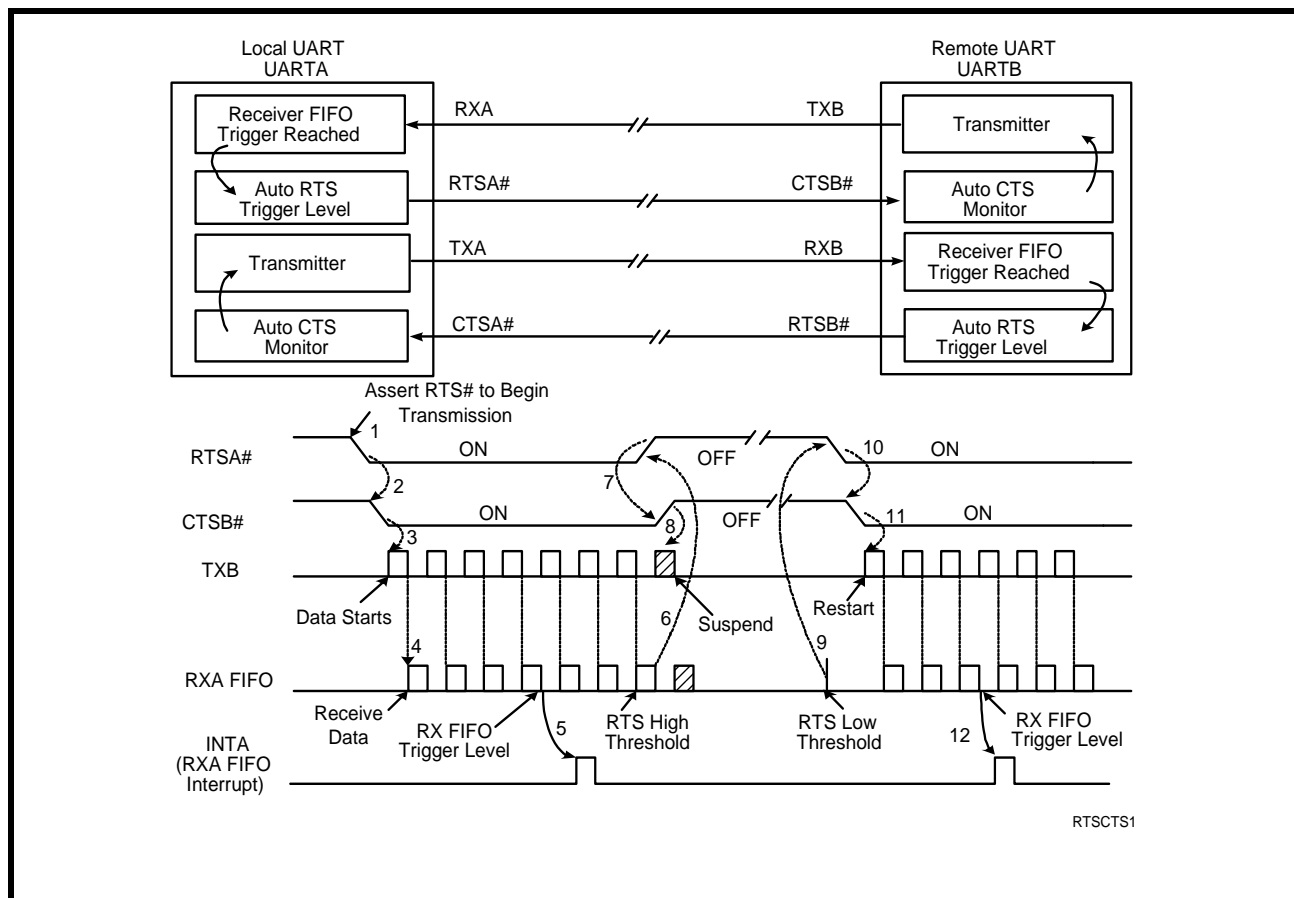 Local UART
UARTA
Remote UART
UARTB
Receiver FIFO
Trigger Reached
RXA
TXB
Transmitter
Auto RTS
Trigger Level
RTSA#
CTSB#
Auto CTS
Monitor
Transmitter
TXA
RXB
Receiver FIFO
Trigger Reached
Auto CTS
Monitor
CTSA#
RTSB#
Auto RTS
Trigger Level
Assert RTS# to Begin
Transmission
RTSA#
1
ON
OFF
10
ON
2
7
CTSB#
ON
8
OFF
11
ON
3
TXB
Data Starts
6
Suspend
Restart
4
9
RXA FIFO
Receive
Data
RX FIFO
Trigger Level
5
RTS High
Threshold
RTS Low
Threshold
12
RX FIFO
Trigger Level
INTA
(RXA FIFO
Interrupt)
RTSCTS1